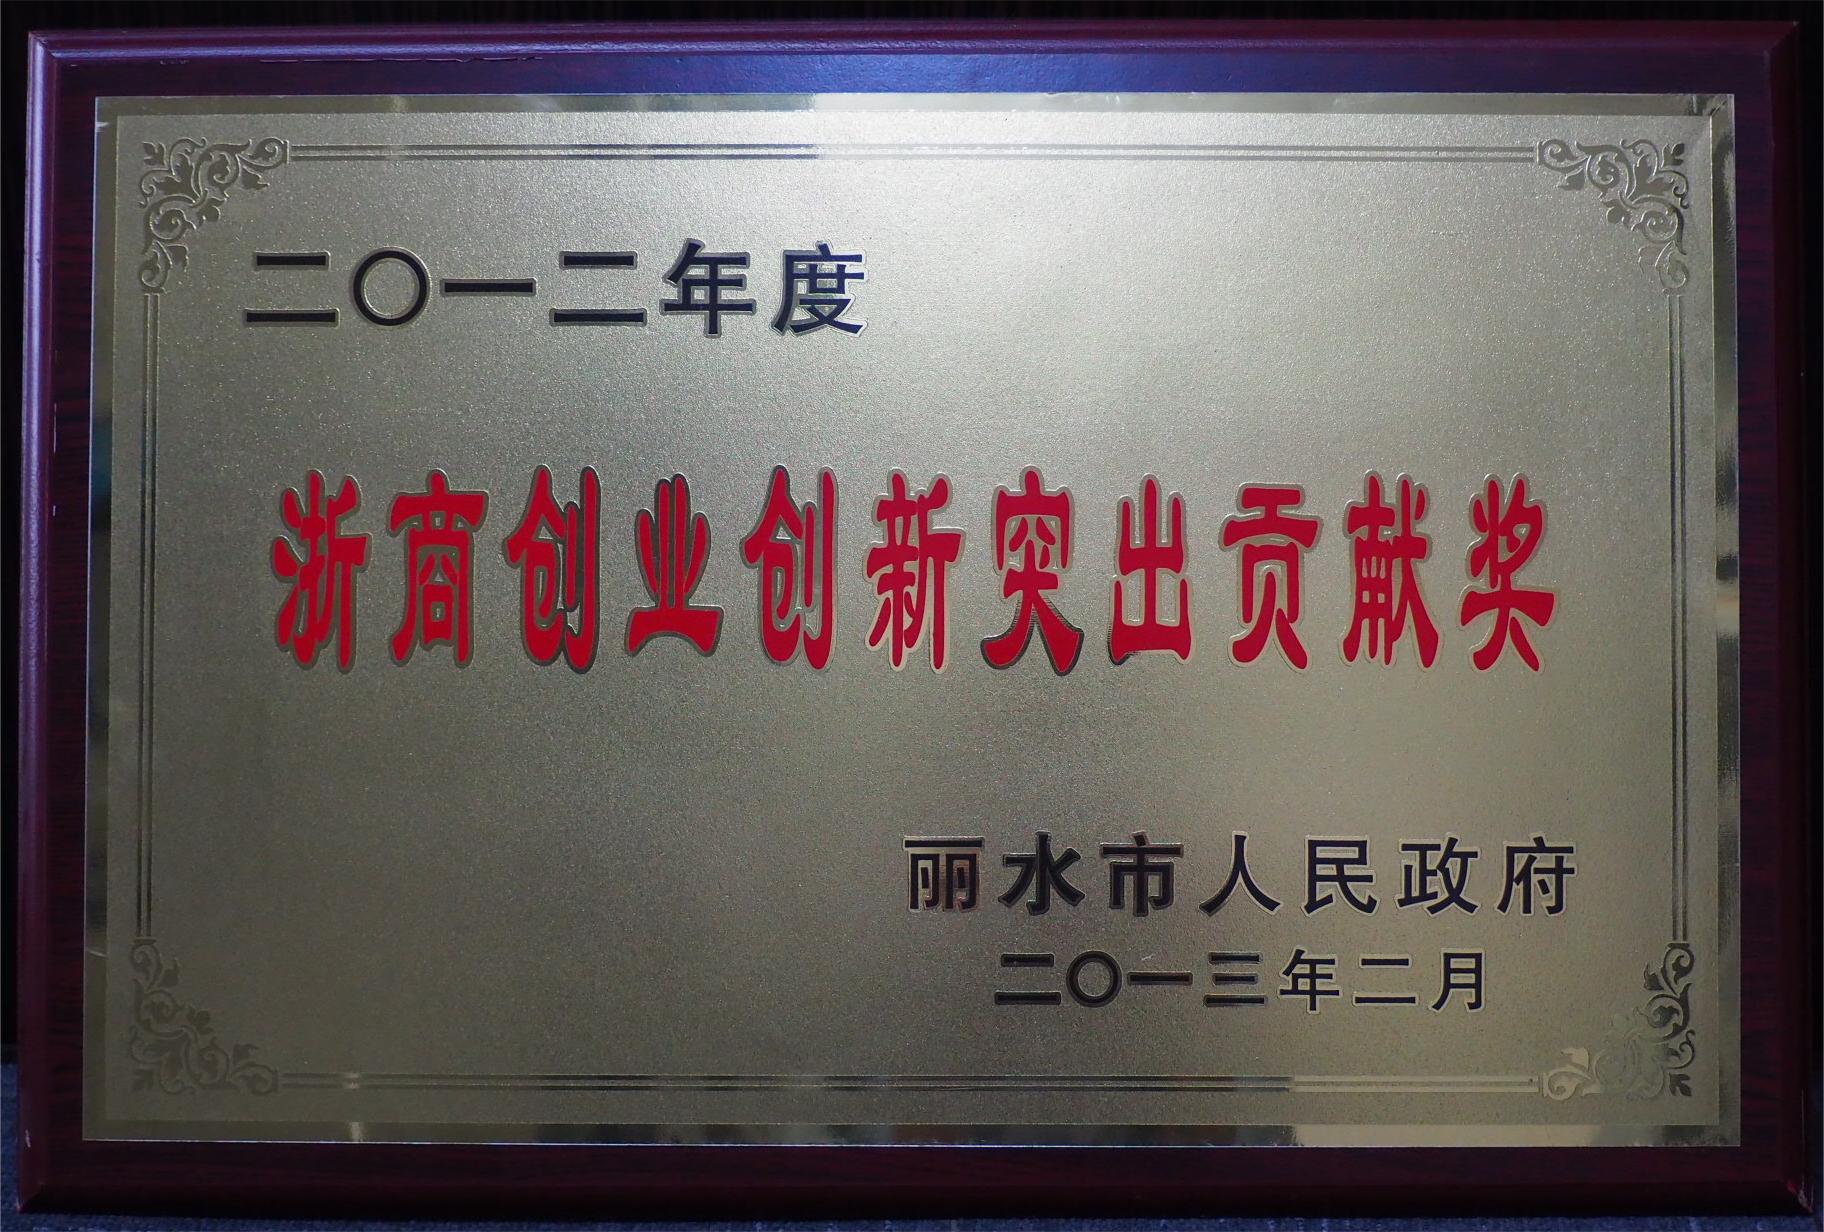 二〇一二年度
浙商创业创新突出贡献奖
丽水市人民政府
二〇一三年二月